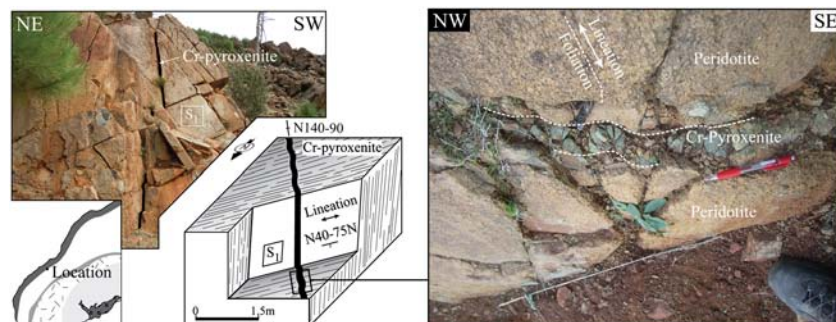 NE
SW
Cr-pyroxenite
S1
N140-90
Cr-pyroxenite
Lineation
N40-75N
S1
Location
0
1.5m
NW
SE
Lineation
Foliation
Peridotite
Cr-Pyroxenite
Peridotite